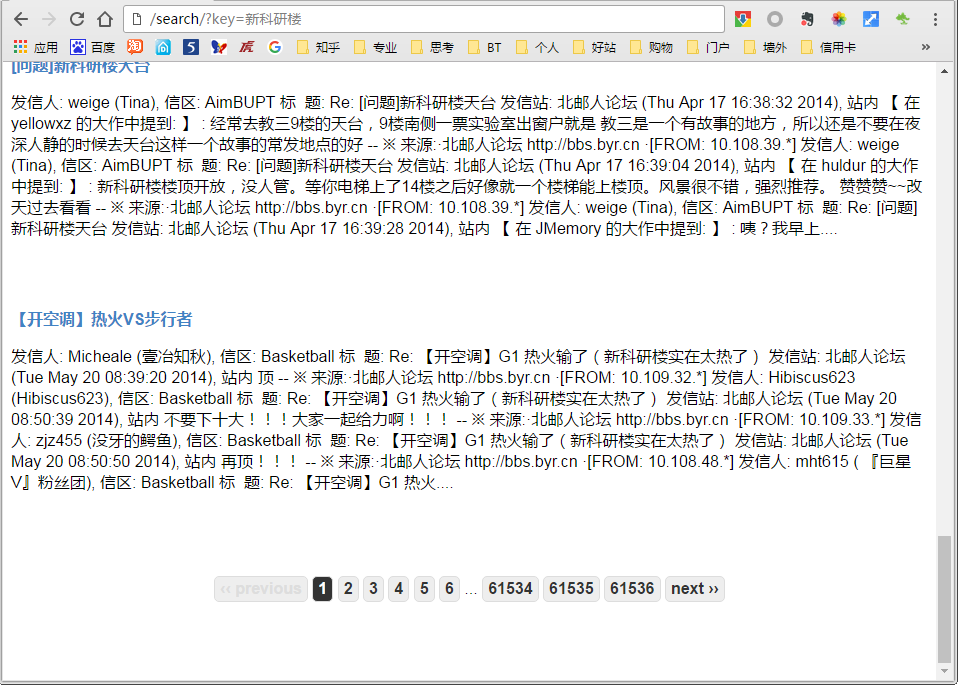 /search/?key=新科研楼
应用 百度 知乎 专业 思考 BT 个人 好站 购物 门户 墙外 信用卡 »
[问题]新科研楼天台
发信人: weige (Tina), 信区: AimBUPT 标  题: Re: [问题]新科研楼天台 发信站: 北邮人论坛 (Thu Apr 17 16:38:32 2014), 站内 【 在
yellowxz 的大作中提到: 】 : 经常去教三9楼的天台，9楼南侧一票实验室出窗户就是 教三是一个有故事的地方，所以还是不要在夜
深人静的时候去天台这样一个故事的常发地点的好 -- ※ 来源:·北邮人论坛 http://bbs.byr.cn ·[FROM: 10.108.39.*] 发信人: weige
(Tina), 信区: AimBUPT 标  题: Re: [问题]新科研楼天台 发信站: 北邮人论坛 (Thu Apr 17 16:39:04 2014), 站内 【 在 huldur 的大作
中提到: 】 : 新科研楼楼顶开放，没人管。等你电梯上了14楼之后好像就一个楼梯能上楼顶。风景很不错，强烈推荐。 赞赞赞~~改
天过去看看 -- ※ 来源:·北邮人论坛 http://bbs.byr.cn ·[FROM: 10.108.39.*] 发信人: weige (Tina), 信区: AimBUPT 标  题: Re: [问题]
新科研楼天台 发信站: 北邮人论坛 (Thu Apr 17 16:39:28 2014), 站内 【 在 JMemory 的大作中提到: 】 : 咦？我早上....
【开空调】热火VS步行者
发信人: Micheale (壹冶知秋), 信区: Basketball 标  题: Re: 【开空调】G1 热火输了（新科研楼实在太热了） 发信站: 北邮人论坛
(Tue May 20 08:39:20 2014), 站内 顶 -- ※ 来源:·北邮人论坛 http://bbs.byr.cn ·[FROM: 10.109.32.*] 发信人: Hibiscus623
(Hibiscus623), 信区: Basketball 标  题: Re: 【开空调】G1 热火输了（新科研楼实在太热了） 发信站: 北邮人论坛 (Tue May 20
08:50:39 2014), 站内 不要下十大！！！大家一起给力啊！！！ -- ※ 来源:·北邮人论坛 http://bbs.byr.cn ·[FROM: 10.109.33.*] 发信
人: zjz455 (没牙的鳄鱼), 信区: Basketball 标  题: Re: 【开空调】G1 热火输了（新科研楼实在太热了） 发信站: 北邮人论坛 (Tue
May 20 08:50:50 2014), 站内 再顶！！！ -- ※ 来源:·北邮人论坛 http://bbs.byr.cn ·[FROM: 10.108.48.*] 发信人: mht615 (『巨星
V』粉丝团), 信区: Basketball 标  题: Re: 【开空调】G1 热火....
‹‹ previous 1 2 3 4 5 6 ... 61534 61535 61536 next ››